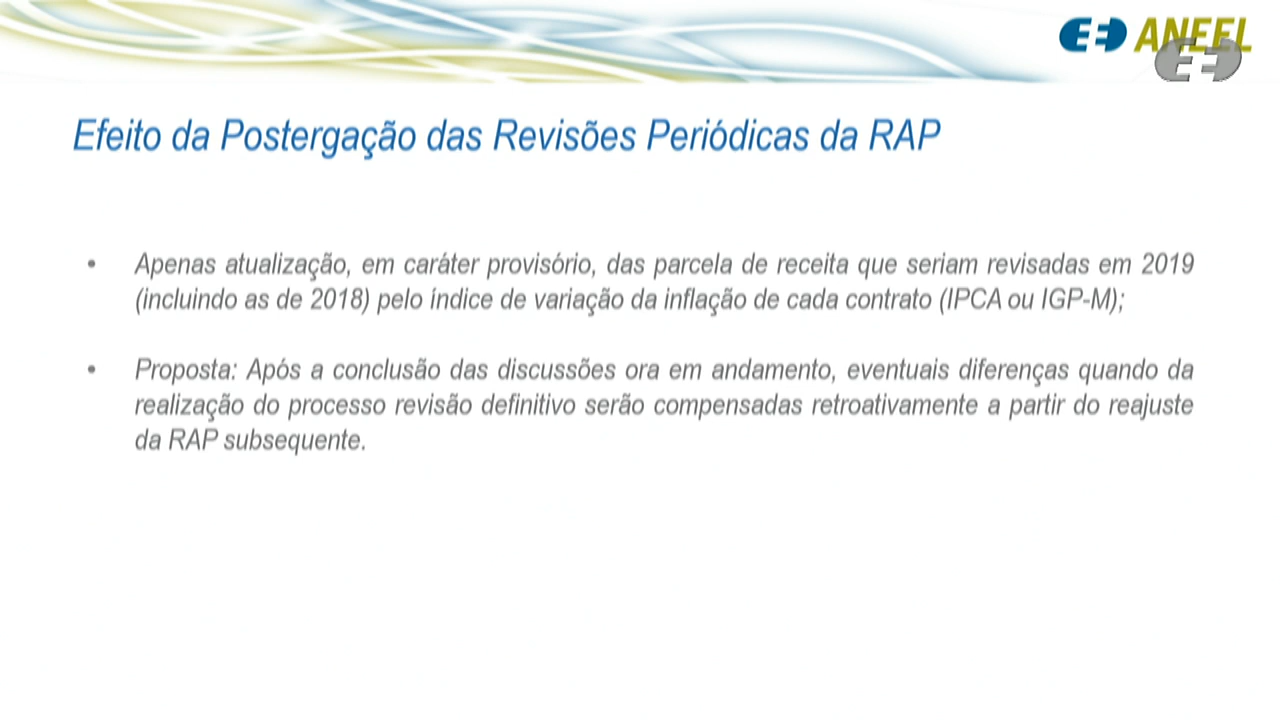 ANEEL
Efeito da Postergação das Revisões Periódicas da RAP
• Apenas atualização, em caráter provisório, das parcela de receita que seriam revisadas em 2019
(incluindo as de 2018) pelo índice de variação da inflação de cada contrato (IPCA ou IGP-M);
• Proposta: Após a conclusão das discussões ora em andamento, eventuais diferenças quando da
realização do processo revisão definitivo serão compensadas retroativamente a partir do reajuste
da RAP subsequente.